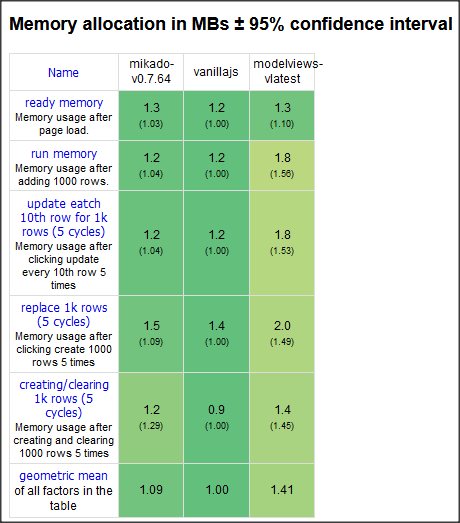 Memory allocation in MBs ± 95% confidence interval
Name
mikado-
v0.7.64
vanillajs
modelviews-
vlatest
ready memory
Memory usage after
page load.
1.3
(1.03)
1.2
(1.00)
1.3
(1.10)
run memory
Memory usage after
adding 1000 rows.
1.2
(1.04)
1.2
(1.00)
1.8
(1.56)
update eatch
10th row for 1k
rows (5 cycles)
Memory usage after
clicking update
every 10th row 5
times
1.2
(1.04)
1.2
(1.00)
1.8
(1.53)
replace 1k rows
(5 cycles)
Memory usage after
clicking create 1000
rows 5 times
1.5
(1.09)
1.4
(1.00)
2.0
(1.49)
creating/clearing
1k rows (5
cycles)
Memory usage after
creating and clearing
1000 rows 5 times
1.2
(1.29)
0.9
(1.00)
1.4
(1.45)
geometric mean
of all factors in the
table
1.09
1.00
1.41